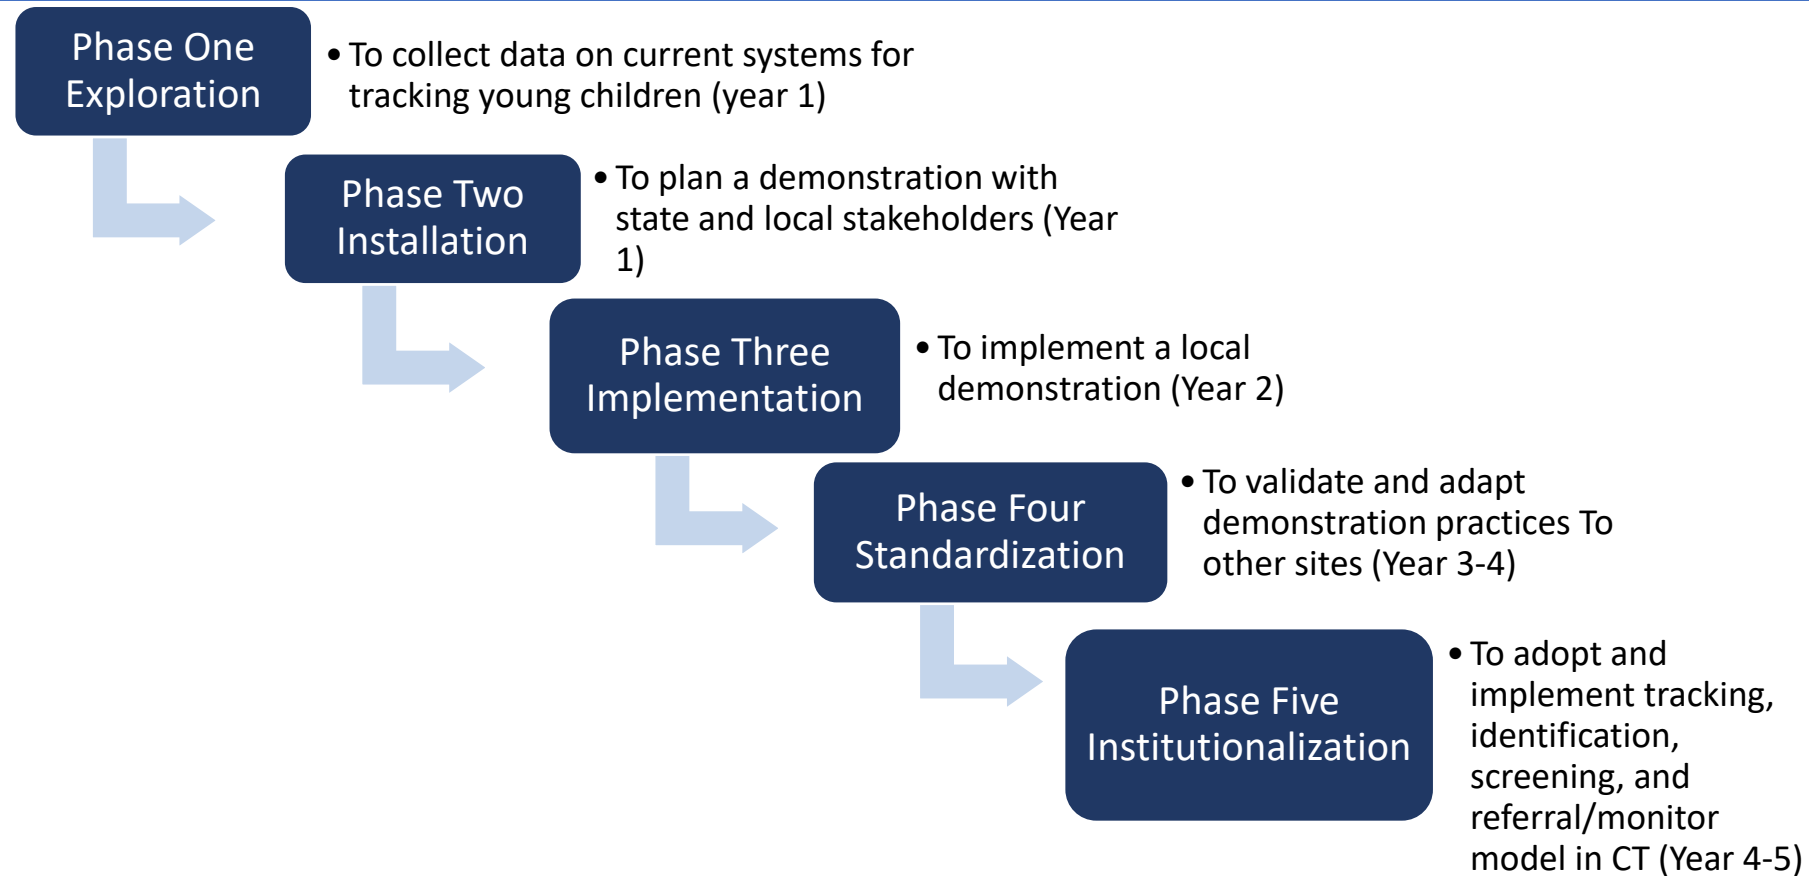 Phase One
Exploration
• To collect data on current systems for
tracking young children (year 1)
Phase Two
Installation
• To plan a demonstration with
state and local stakeholders (Year
1)
Phase Three
Implementation
• To implement a local
demonstration (Year 2)
Phase Four
Standardization
• To validate and adapt
demonstration practices To
other sites (Year 3-4)
Phase Five
Institutionalization
• To adopt and
implement tracking,
identification,
screening, and
referral/monitor
model in CT (Year 4-5)